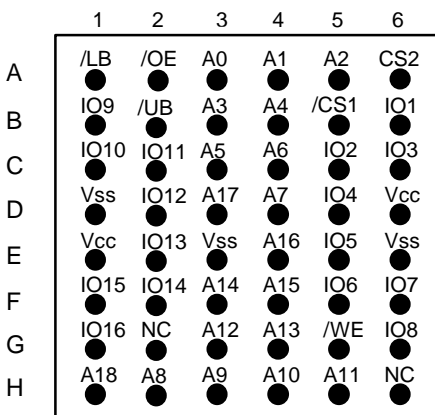 1 2 3 4 5 6
A /LB /OE A0 A1 A2 CS2
B IO9 /UB A3 A4 /CS1 IO1
C IO10 IO11 A5 A6 IO2 IO3
D Vss IO12 A17 A7 IO4 Vcc
E Vcc IO13 Vss A16 IO5 Vss
F IO15 IO14 A14 A15 IO6 IO7
G IO16 NC A12 A13 /WE IO8
H A18 A8 A9 A10 A11 NC